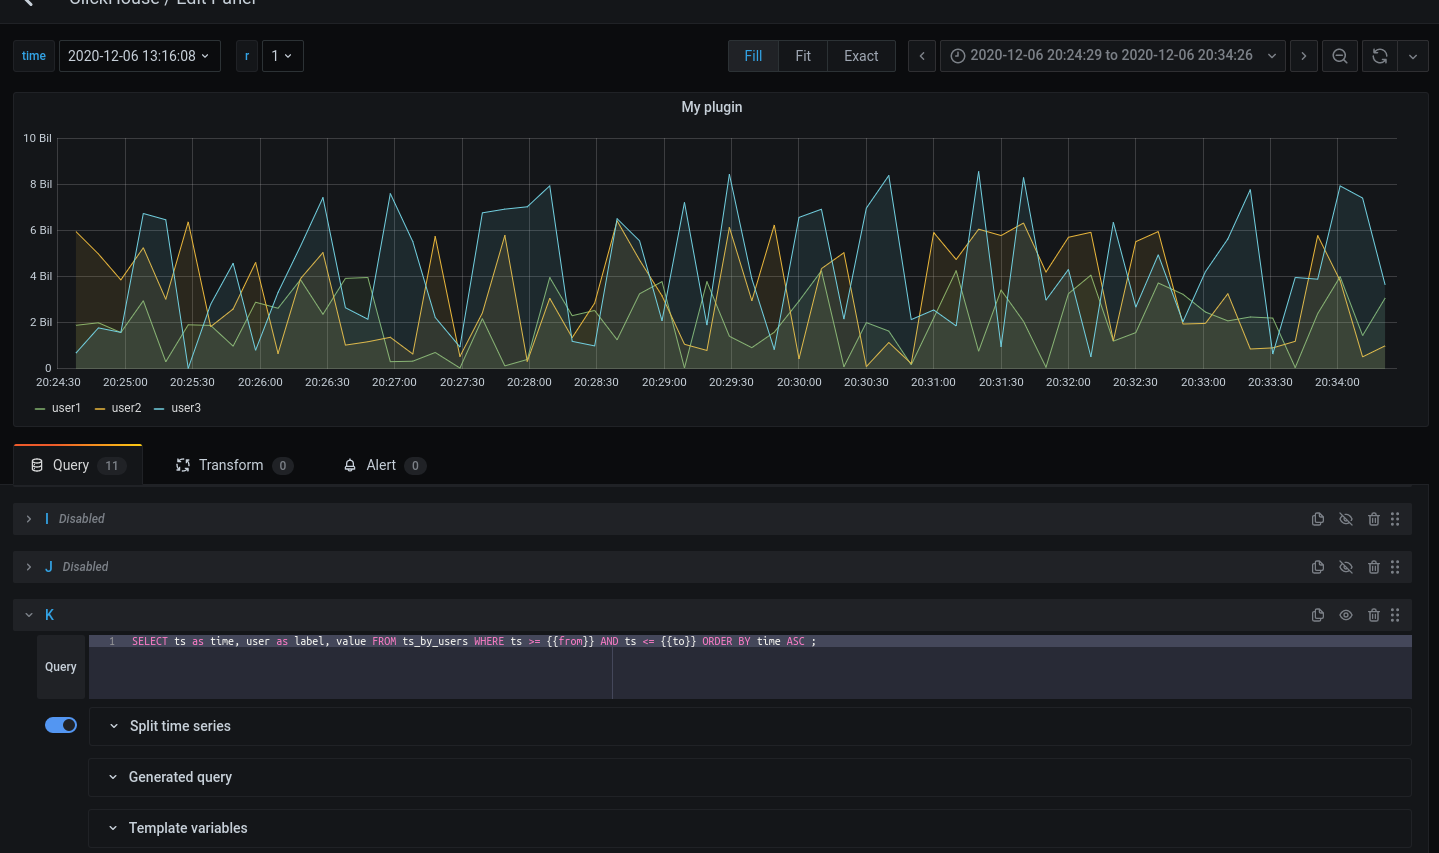 ClickHouse / Edit Panel
time 2020-12-06 13:16:08 r 1 Fill Fit Exact 2020-12-06 20:24:29 to 2020-12-06 20:34:26
My plugin
10 Bil
8 Bil
6 Bil
4 Bil
2 Bil
0
20:24:30 20:25:00 20:25:30 20:26:00 20:26:30 20:27:00 20:27:30 20:28:00 20:28:30 20:29:00 20:29:30 20:30:00 20:30:30 20:31:00 20:31:30 20:32:00 20:32:30 20:33:00 20:33:30 20:34:00
user1 user2 user3
Query 11 Transform 0 Alert 0
I Disabled
J Disabled
K
1 SELECT ts as time, user as label, value FROM ts_by_users WHERE ts >= {{from}} AND ts <= {{to}} ORDER BY time ASC ;
Query
Split time series
Generated query
Template variables